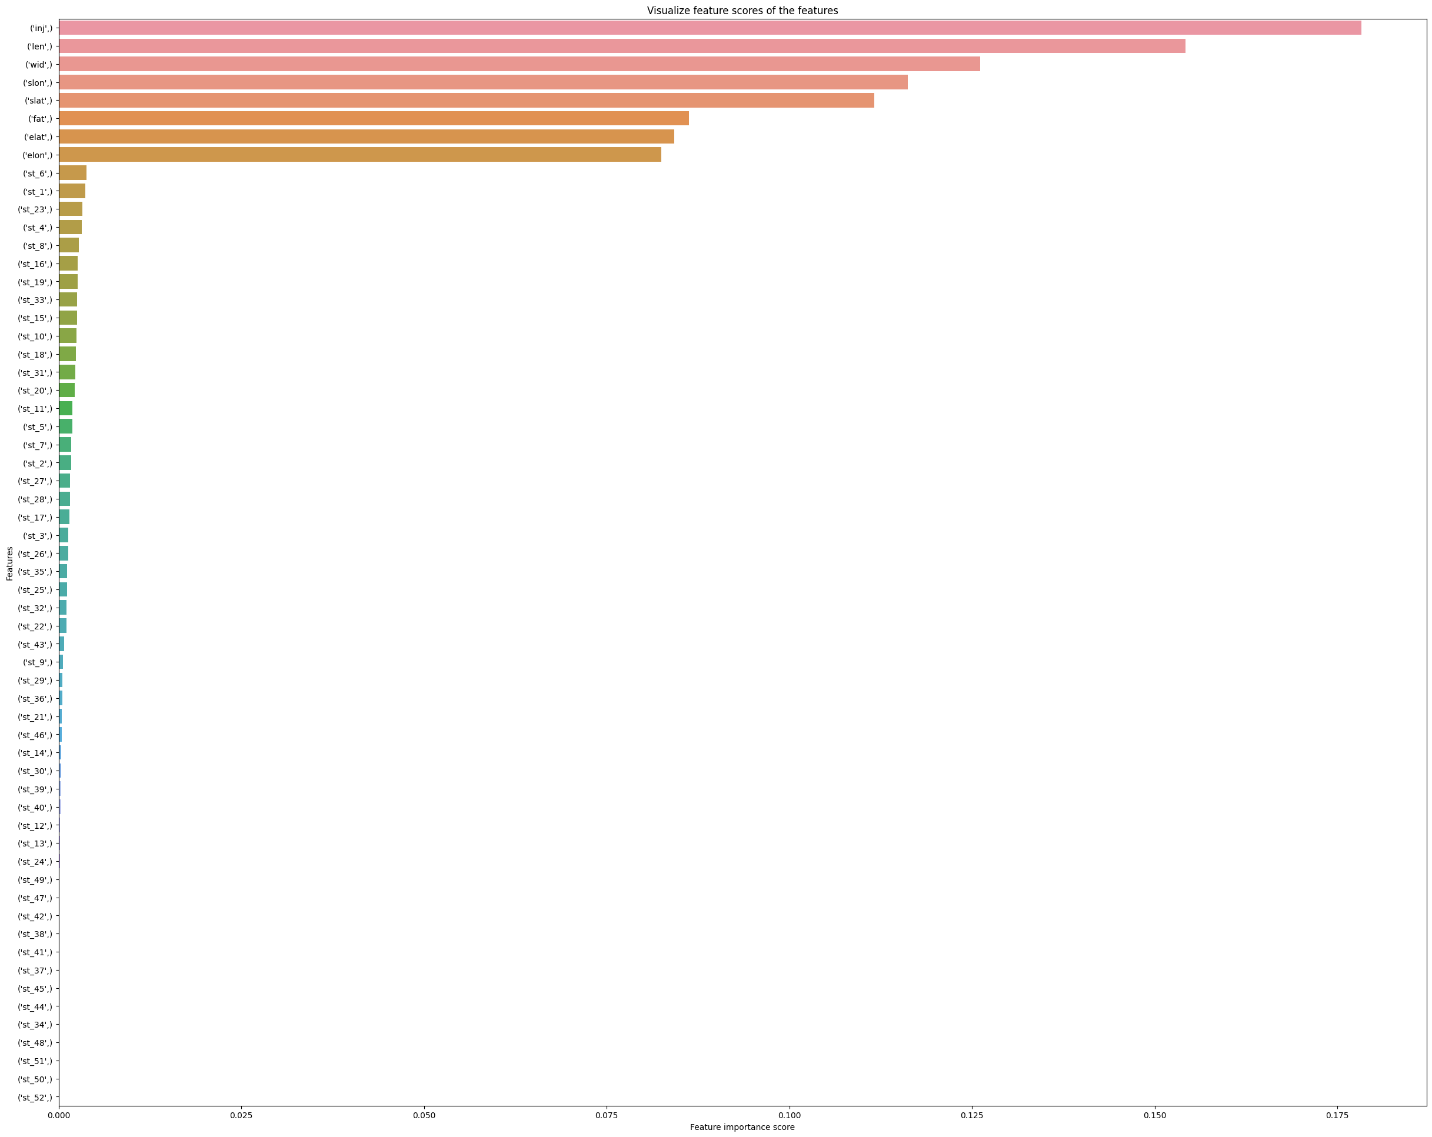 Visualize feature scores of the features
('inj',)
('len',)
('wid',)
('slon',)
('slat',)
('fat',)
('elat',)
('elon',)
('st_6',)
('st_1',)
('st_23',)
('st_4',)
('st_8',)
('st_16',)
('st_19',)
('st_33',)
('st_15',)
('st_10',)
('st_18',)
('st_31',)
('st_20',)
('st_11',)
('st_5',)
('st_7',)
('st_2',)
('st_27',)
('st_28',)
('st_17',)
('st_3',)
('st_26',)
('st_35',)
('st_25',)
('st_32',)
('st_22',)
('st_43',)
('st_9',)
('st_29',)
('st_36',)
('st_21',)
('st_46',)
('st_14',)
('st_30',)
('st_39',)
('st_40',)
('st_12',)
('st_13',)
('st_24',)
('st_49',)
('st_47',)
('st_42',)
('st_38',)
('st_41',)
('st_37',)
('st_45',)
('st_44',)
('st_34',)
('st_48',)
('st_51',)
('st_50',)
('st_52',)
Features
0.000 0.025 0.050 0.075 0.100 0.125 0.150 0.175
Feature importance score